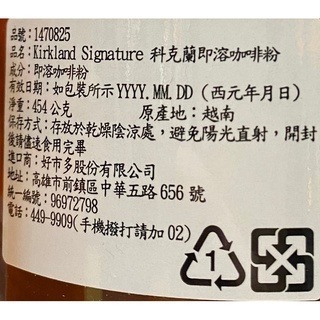 品號:1470825
品名:Kirkland Signature 科克蘭即溶咖啡粉
成分:即溶咖啡粉
有效日期:如包裝所示YYYY.MM.DD (西元年月日)
淨重:454公克 原產地:越南
保存方式:存放於乾燥陰涼處，避免陽光直射，開封
後請儘速食用完畢
進口商:好市多股份有限公司
地址:高雄市前鎮區中華五路656號
統一編號:96972798
電話:449-9909(手機撥打請加02)
1